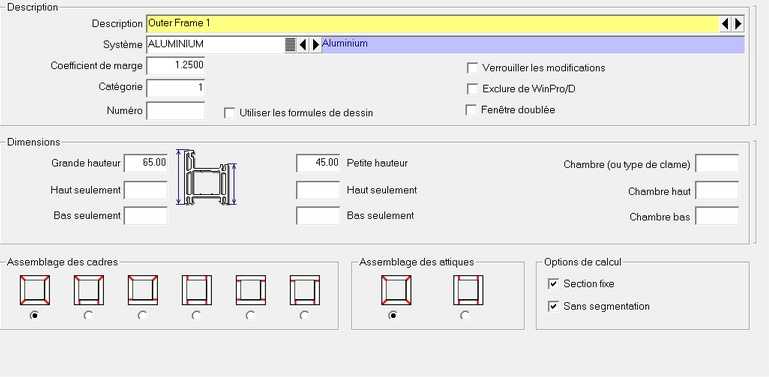 Description
Description Outer Frame 1
Système ALUMINIUM Aluminium
Coefficient de marge 1.2500 Verrouiller les modifications
Catégorie 1 Exclure de WinPro/D
Numéro Utiliser les formules de dessin Fenêtre doublée
Dimensions
Grande hauteur 65.00 45.00 Petite hauteur Chambre (ou type de clame)
Haut seulement Haut seulement Chambre haut
Bas seulement Bas seulement Chambre bas
Assemblage des cadres Assemblage des attiques Options de calcul
Section fixe
Sans segmentation